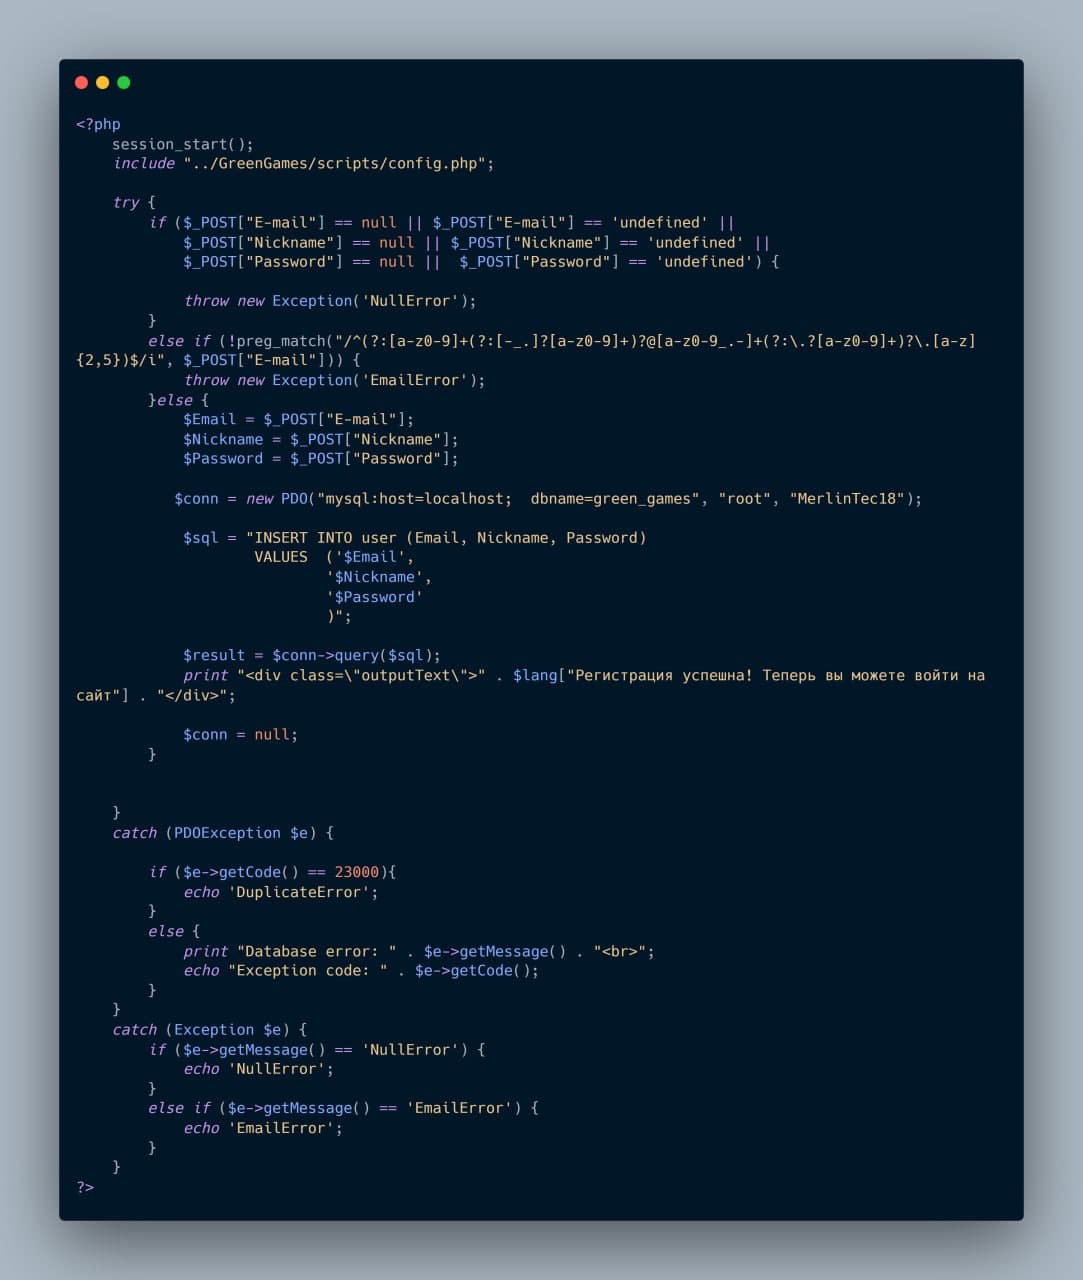 <?php
    session_start();
    include "../GreenGames/scripts/config.php";

    try {
        if ($_POST["E-mail"] == null || $_POST["E-mail"] == 'undefined' ||
            $_POST["Nickname"] == null || $_POST["Nickname"] == 'undefined' ||
            $_POST["Password"] == null ||  $_POST["Password"] == 'undefined') {

            throw new Exception('NullError');
        }
        else if (!preg_match("/^(?:[a-z0-9]+(?:[-_.]?[a-z0-9]+)?@[a-z0-9_.-]+(?:\.?[a-z0-9]+)?\.[a-z]
{2,5})$/i", $_POST["E-mail"])) {
            throw new Exception('EmailError');
        }else {
            $Email = $_POST["E-mail"];
            $Nickname = $_POST["Nickname"];
            $Password = $_POST["Password"];

           $conn = new PDO("mysql:host=localhost;  dbname=green_games", "root", "MerlinTec18");

            $sql = "INSERT INTO user (Email, Nickname, Password)
                    VALUES  ('$Email',
                            '$Nickname',
                            '$Password'
                            )";

            $result = $conn->query($sql);
            print "<div class=\"outputText\">" . $lang["Регистрация успешна! Теперь вы можете войти на
сайт"] . "</div>";

            $conn = null;
        }


    }
    catch (PDOException $e) {

        if ($e->getCode() == 23000){
            echo 'DuplicateError';
        }
        else {
            print "Database error: " . $e->getMessage() . "<br>";
            echo "Exception code: " . $e->getCode();
        }
    }
    catch (Exception $e) {
        if ($e->getMessage() == 'NullError') {
            echo 'NullError';
        }
        else if ($e->getMessage() == 'EmailError') {
            echo 'EmailError';
        }
    }
?>